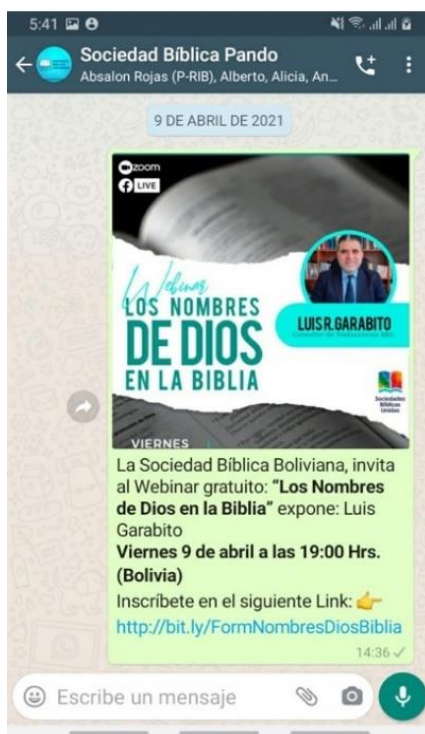 5:41
Sociedad Bíblica Pando
Absalon Rojas (P-RIB), Alberto, Alicia, An...
9 DE ABRIL DE 2021
zoom
LIVE
Webinar
LOS NOMBRES
DE DIOS
EN LA BIBLIA
LUIS R.GARABITO
Sociedades
Bíblicas
Unidas
VIERNES
La Sociedad Bíblica Boliviana, invita
al Webinar gratuito: "Los Nombres
de Dios en la Biblia" expone: Luis
Garabito
Viernes 9 de abril a las 19:00 Hrs.
(Bolivia)
Inscríbete en el siguiente Link: 👉
http://bit.ly/FormNombresDiosBiblia
14:36
Escribe un mensaje